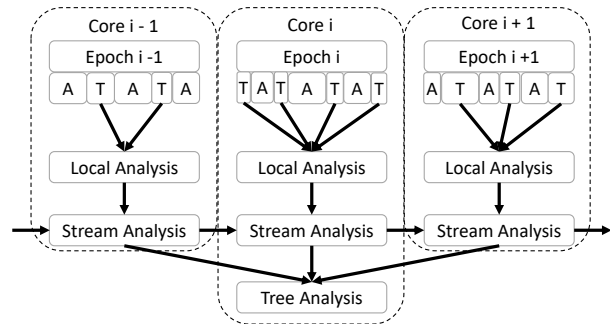 Core i - 1 Core i Core i + 1
Epoch i -1 Epoch i Epoch i +1
A T A T A T A T A T A T A T A T A T
Local Analysis Local Analysis Local Analysis
Stream Analysis Stream Analysis Stream Analysis
Tree Analysis